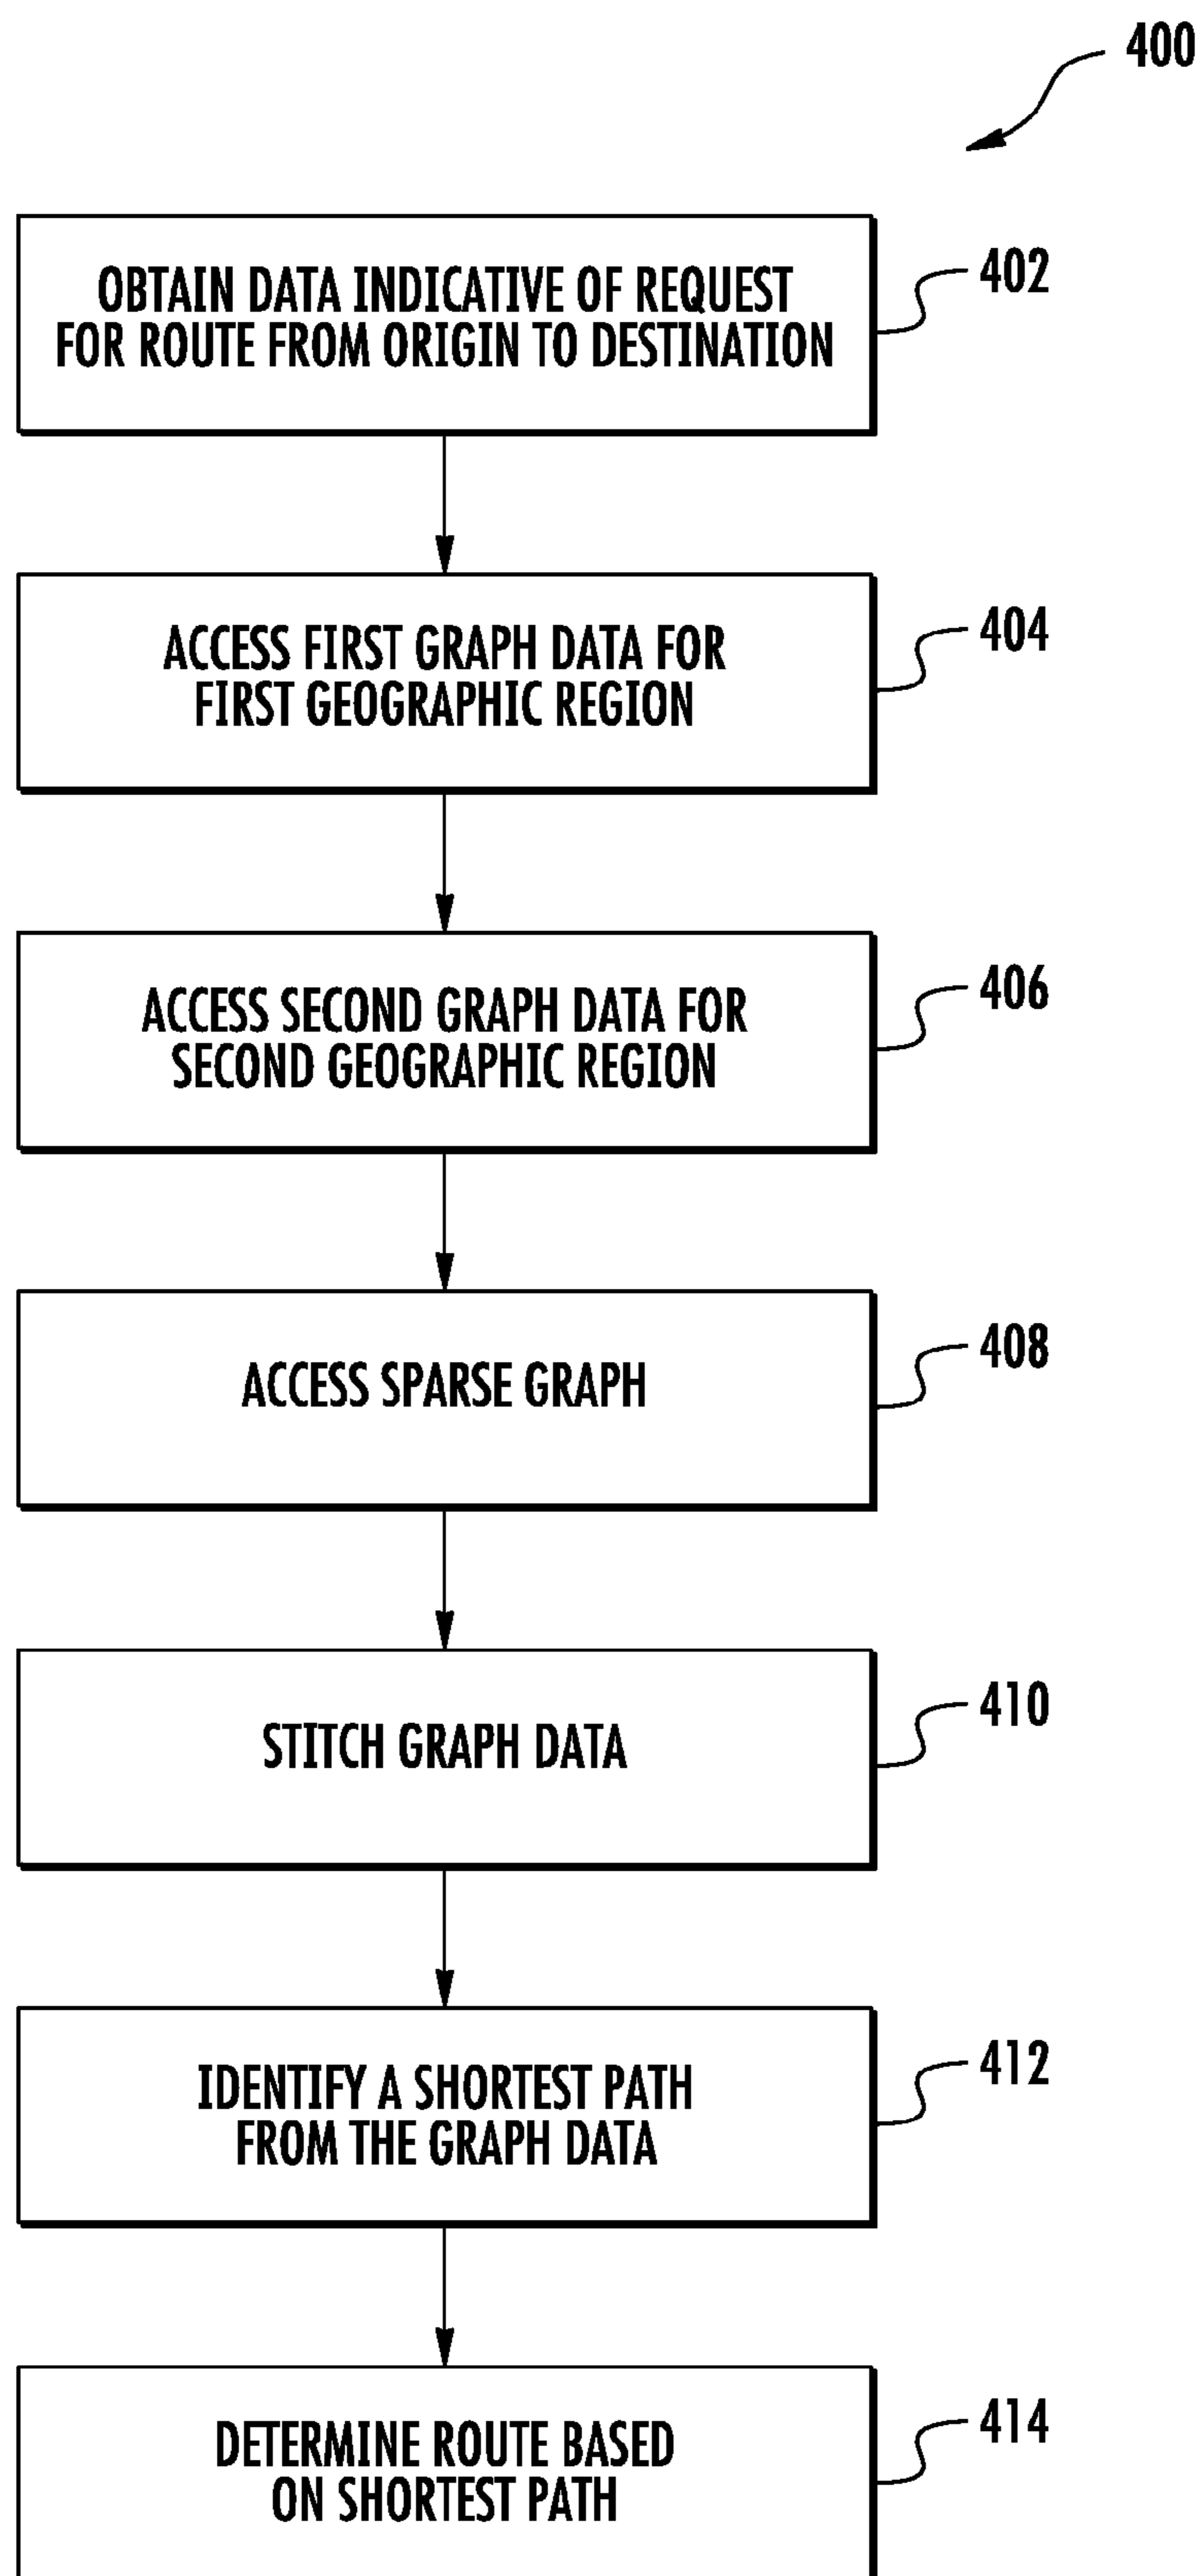 400
OBTAIN DATA INDICATIVE OF REQUEST
FOR ROUTE FROM ORIGIN TO DESTINATION
402
ACCESS FIRST GRAPH DATA FOR
FIRST GEOGRAPHIC REGION
404
ACCESS SECOND GRAPH DATA FOR
SECOND GEOGRAPHIC REGION
406
ACCESS SPARSE GRAPH
408
STITCH GRAPH DATA
410
IDENTIFY A SHORTEST PATH
FROM THE GRAPH DATA
412
DETERMINE ROUTE BASED
ON SHORTEST PATH
414